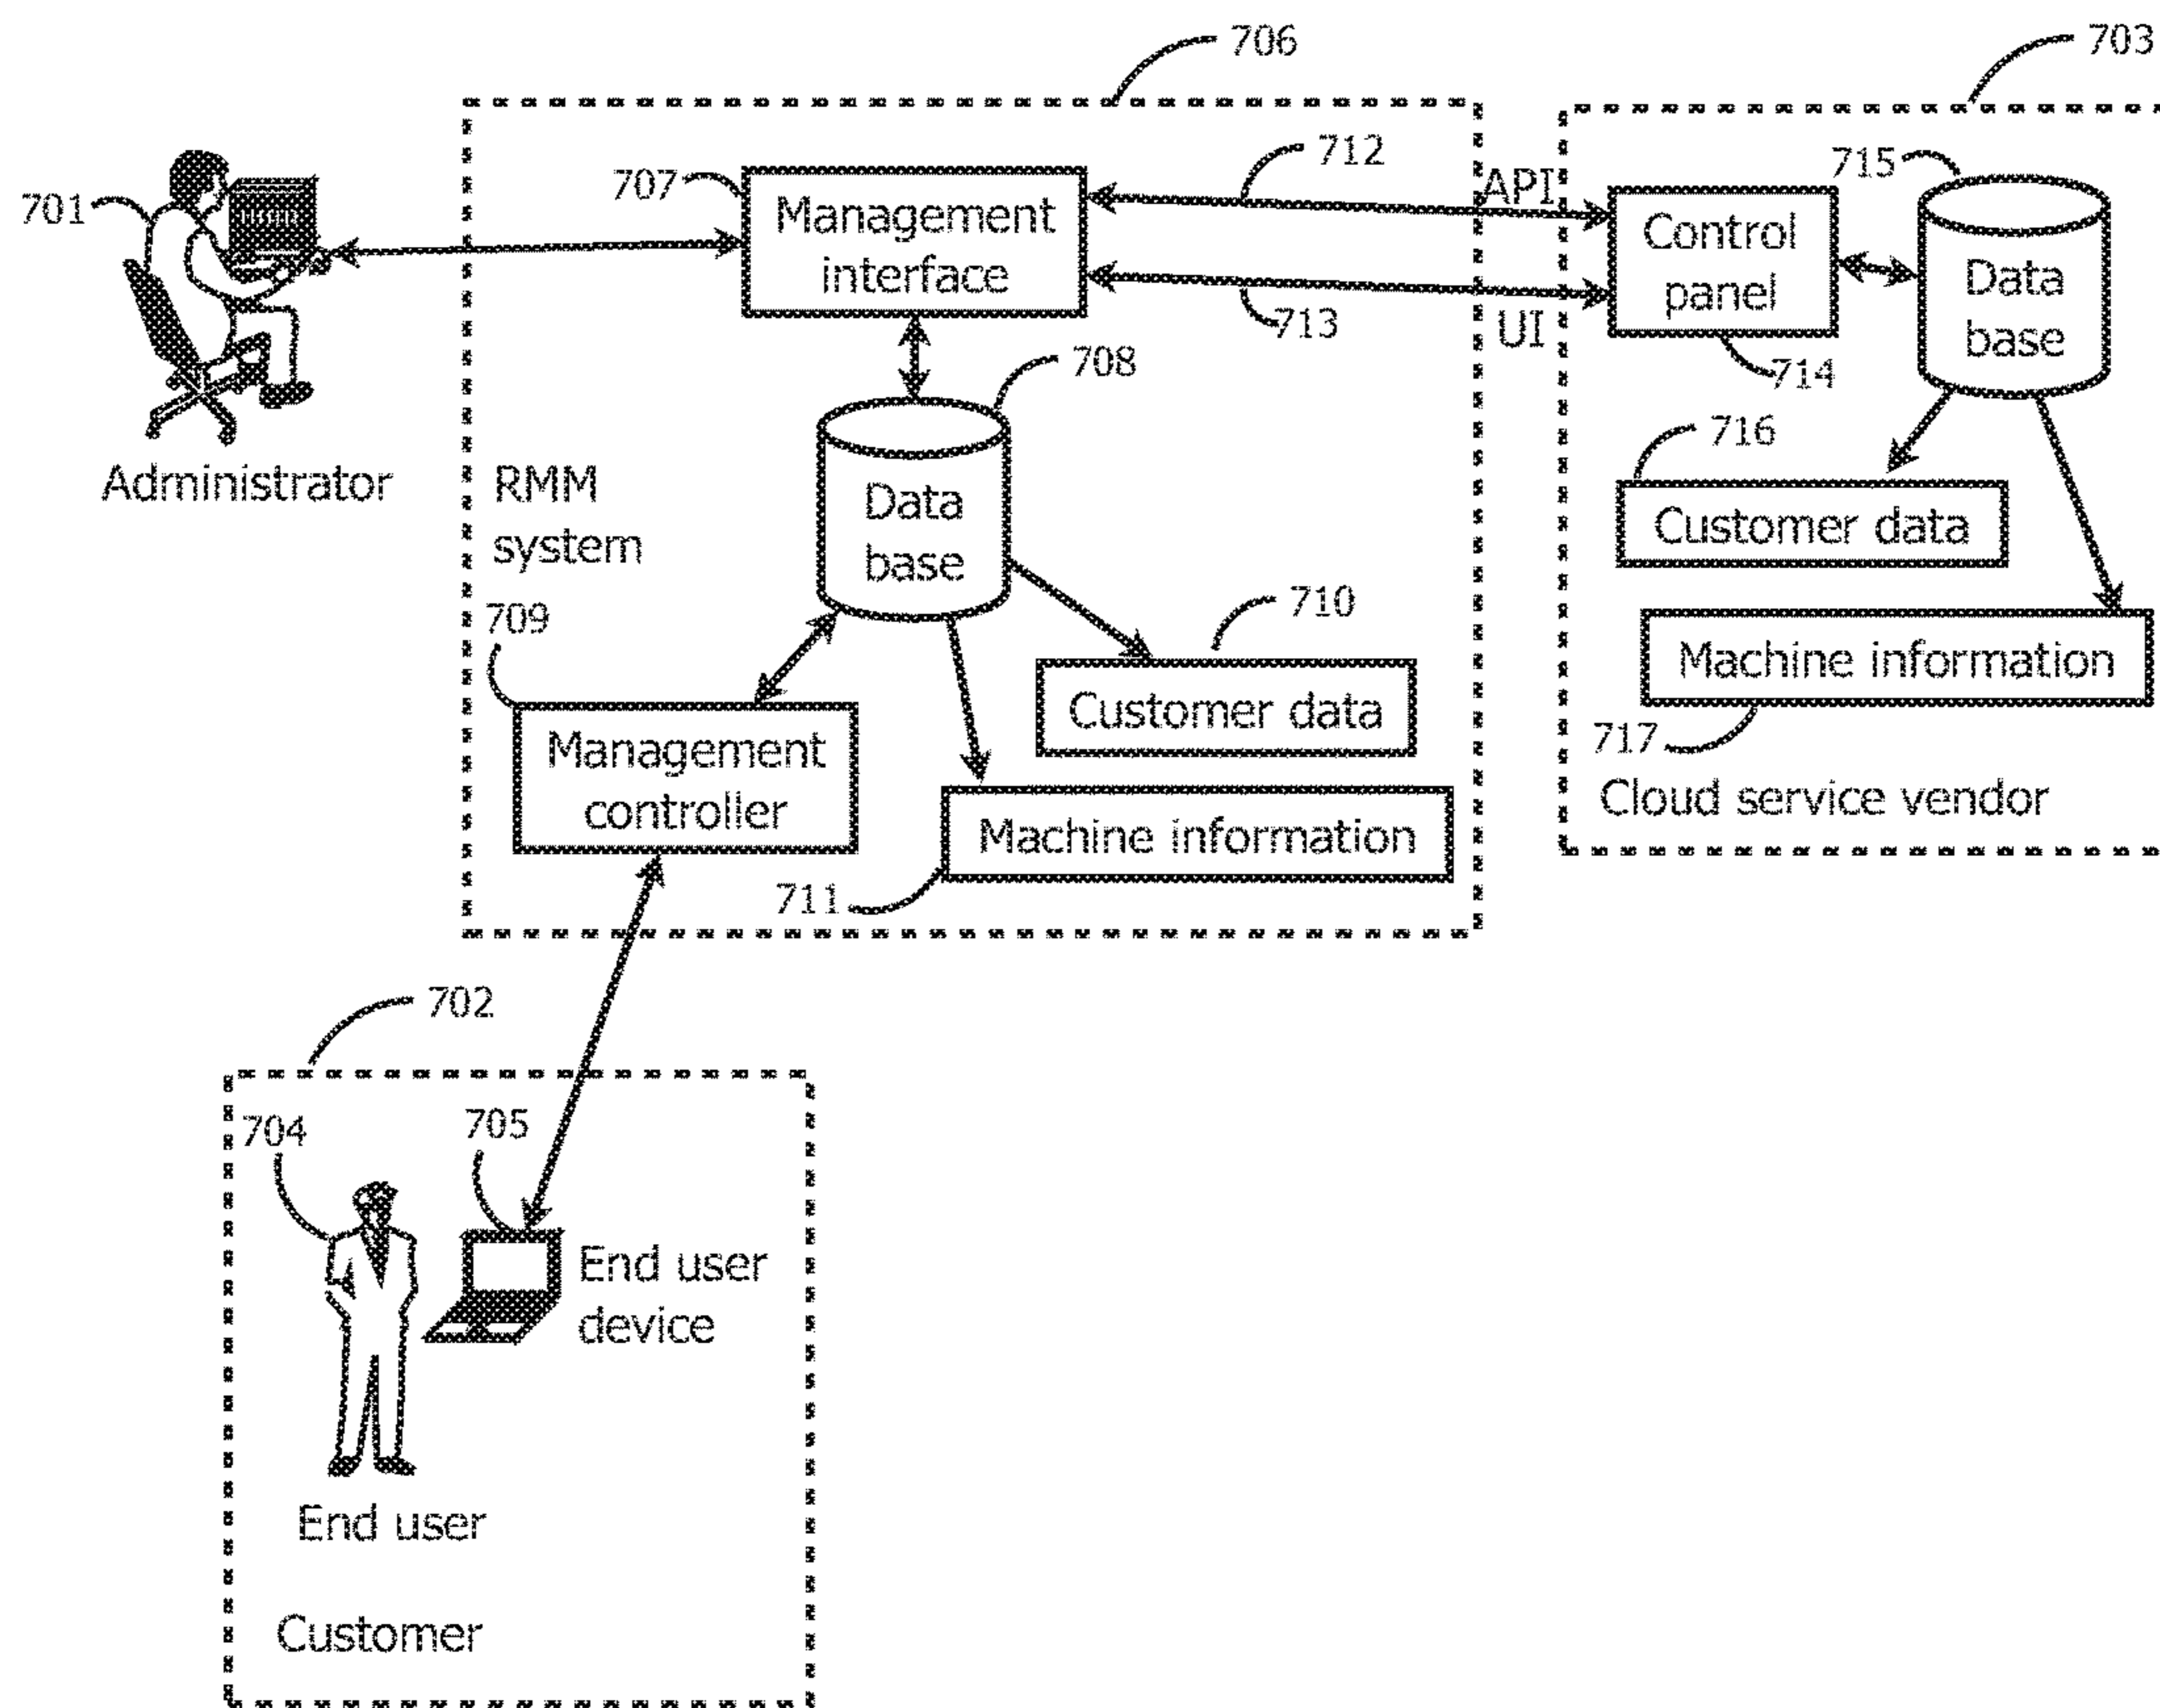 706
703
712
715
707
API
701
Management
interface
Control
panel
Data
base
713
UI
708
714
716
Administrator
RMM
system
Data
base
Customer data
709
710
Machine information
Customer data
717
Management
controller
Cloud service vendor
Machine information
711
702
704
705
End user
device
End user
Customer